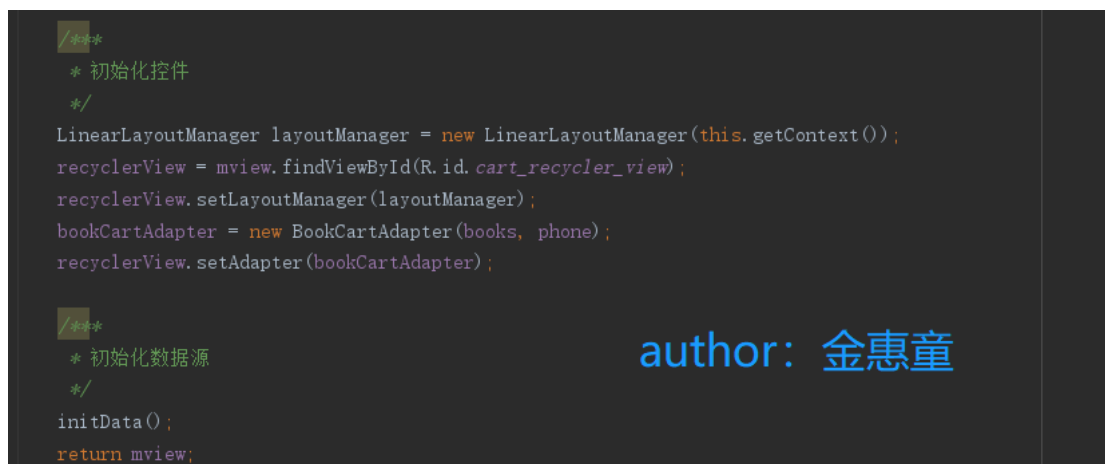 /***
* 初始化控件
*/
LinearLayoutManager layoutManager = new LinearLayoutManager(this.getContext());
recyclerView = mview.findViewById(R.id.cart_recycler_view);
recyclerView.setLayoutManager(layoutManager);
bookCartAdapter = new BookCartAdapter(books, phone);
recyclerView.setAdapter(bookCartAdapter);
/***
* 初始化数据源
*/
author：金惠童
initData();
return mview;